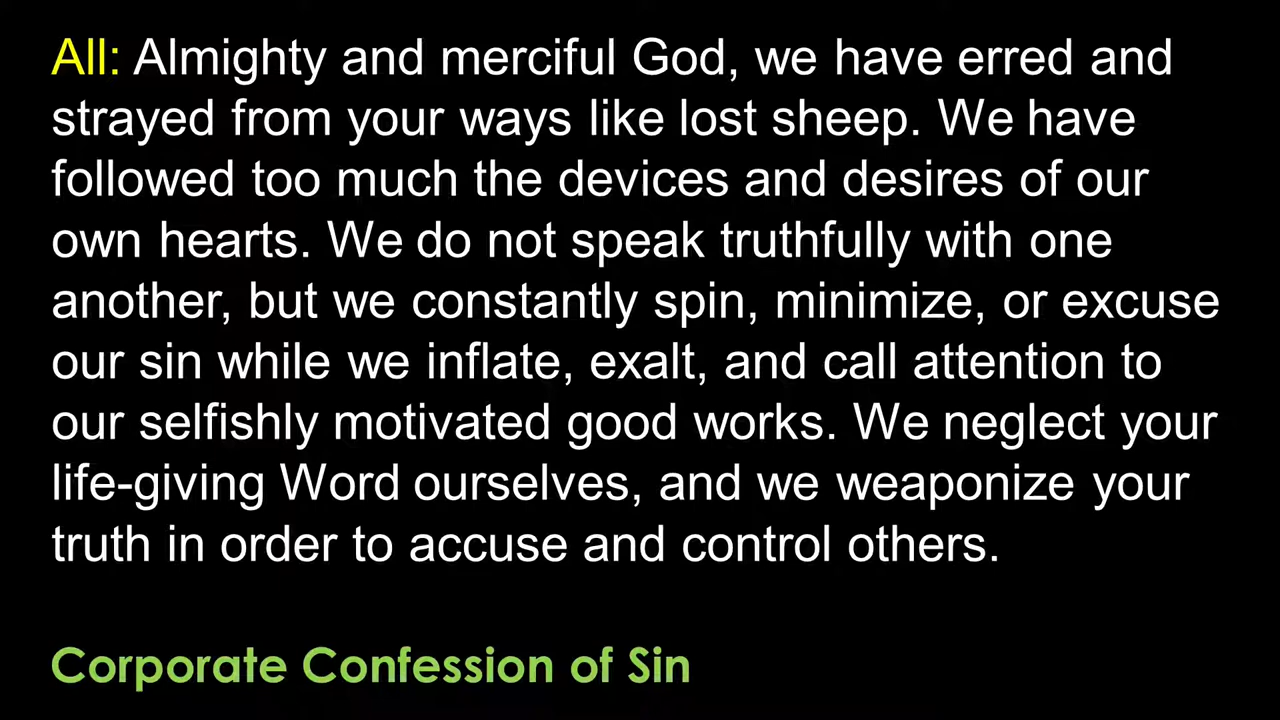 All: Almighty and merciful God, we have erred and
strayed from your ways like lost sheep. We have
followed too much the devices and desires of our
own hearts. We do not speak truthfully with one
another, but we constantly spin, minimize, or excuse
our sin while we inflate, exalt, and call attention to
our selfishly motivated good works. We neglect your
life-giving Word ourselves, and we weaponize your
truth in order to accuse and control others.
Corporate Confession of Sin